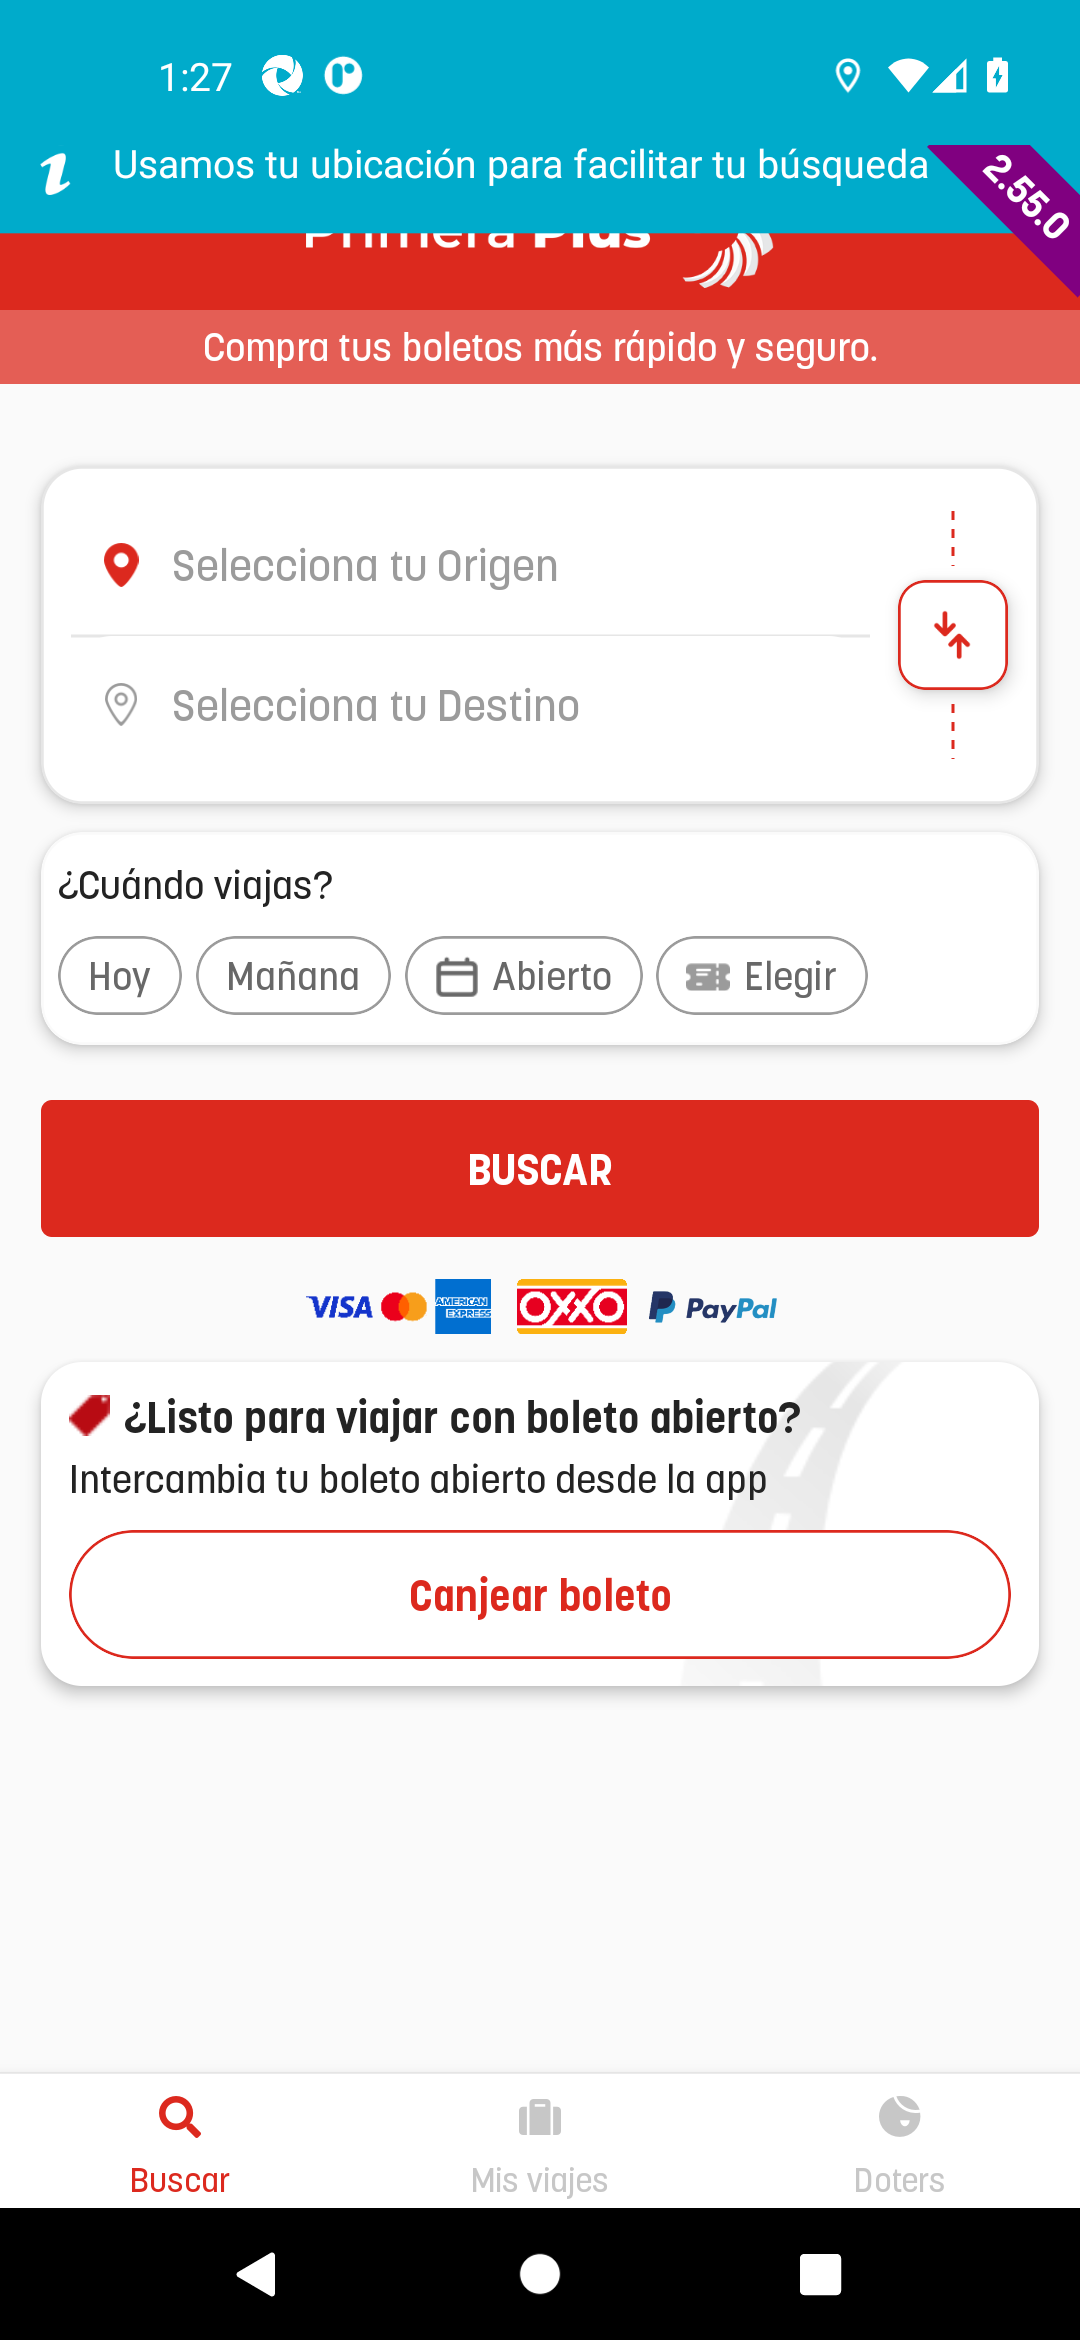 1:27
Usamos tu ubicación para facilitar tu búsqueda
2.55.0
Primera Plus
Compra tus boletos más rápido y seguro.
Selecciona tu Origen
Selecciona tu Destino
¿Cuándo viajas?
Hoy Mañana Abierto Elegir
BUSCAR
VISA AMERICAN EXPRESS OXXO PayPal
¿Listo para viajar con boleto abierto?
Intercambia tu boleto abierto desde la app
Canjear boleto
Buscar Mis viajes Doters